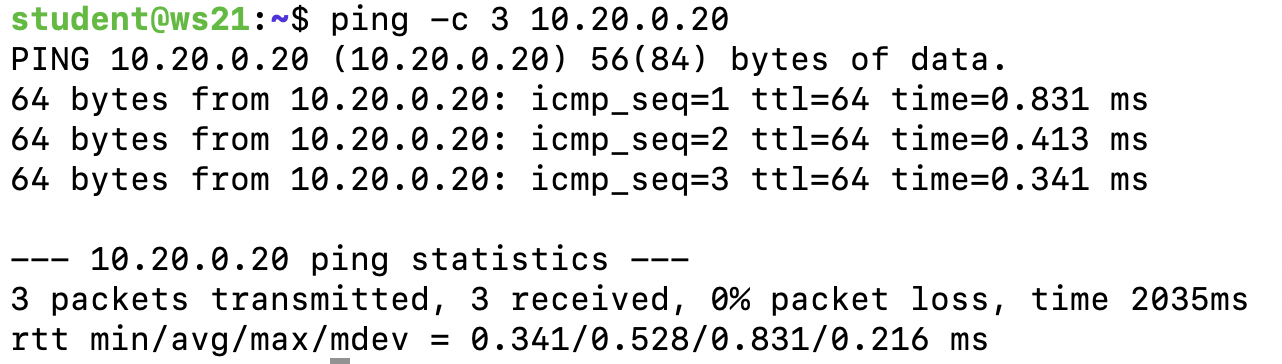 student@ws21:~$ ping -c 3 10.20.0.20
PING 10.20.0.20 (10.20.0.20) 56(84) bytes of data.
64 bytes from 10.20.0.20: icmp_seq=1 ttl=64 time=0.831 ms
64 bytes from 10.20.0.20: icmp_seq=2 ttl=64 time=0.413 ms
64 bytes from 10.20.0.20: icmp_seq=3 ttl=64 time=0.341 ms

--- 10.20.0.20 ping statistics ---
3 packets transmitted, 3 received, 0% packet loss, time 2035ms
rtt min/avg/max/mdev = 0.341/0.528/0.831/0.216 ms